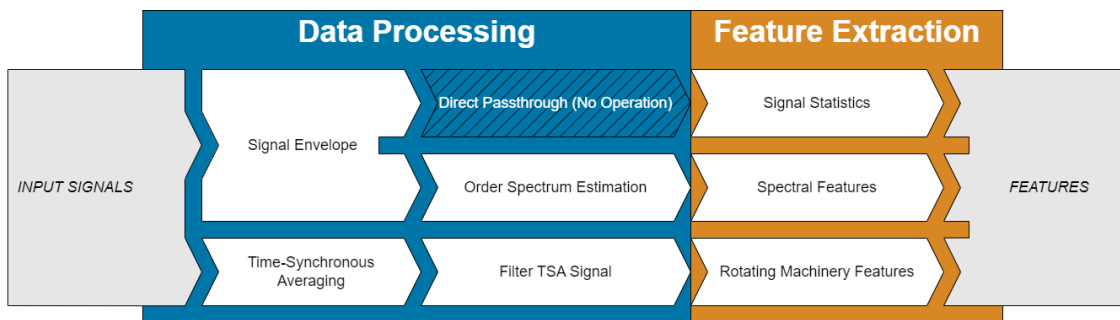 Data Processing
Feature Extraction
Direct Passthrough (No Operation)
Signal Statistics
Signal Envelope
INPUT SIGNALS
Order Spectrum Estimation
Spectral Features
FEATURES
Time-Synchronous
Averaging
Filter TSA Signal
Rotating Machinery Features